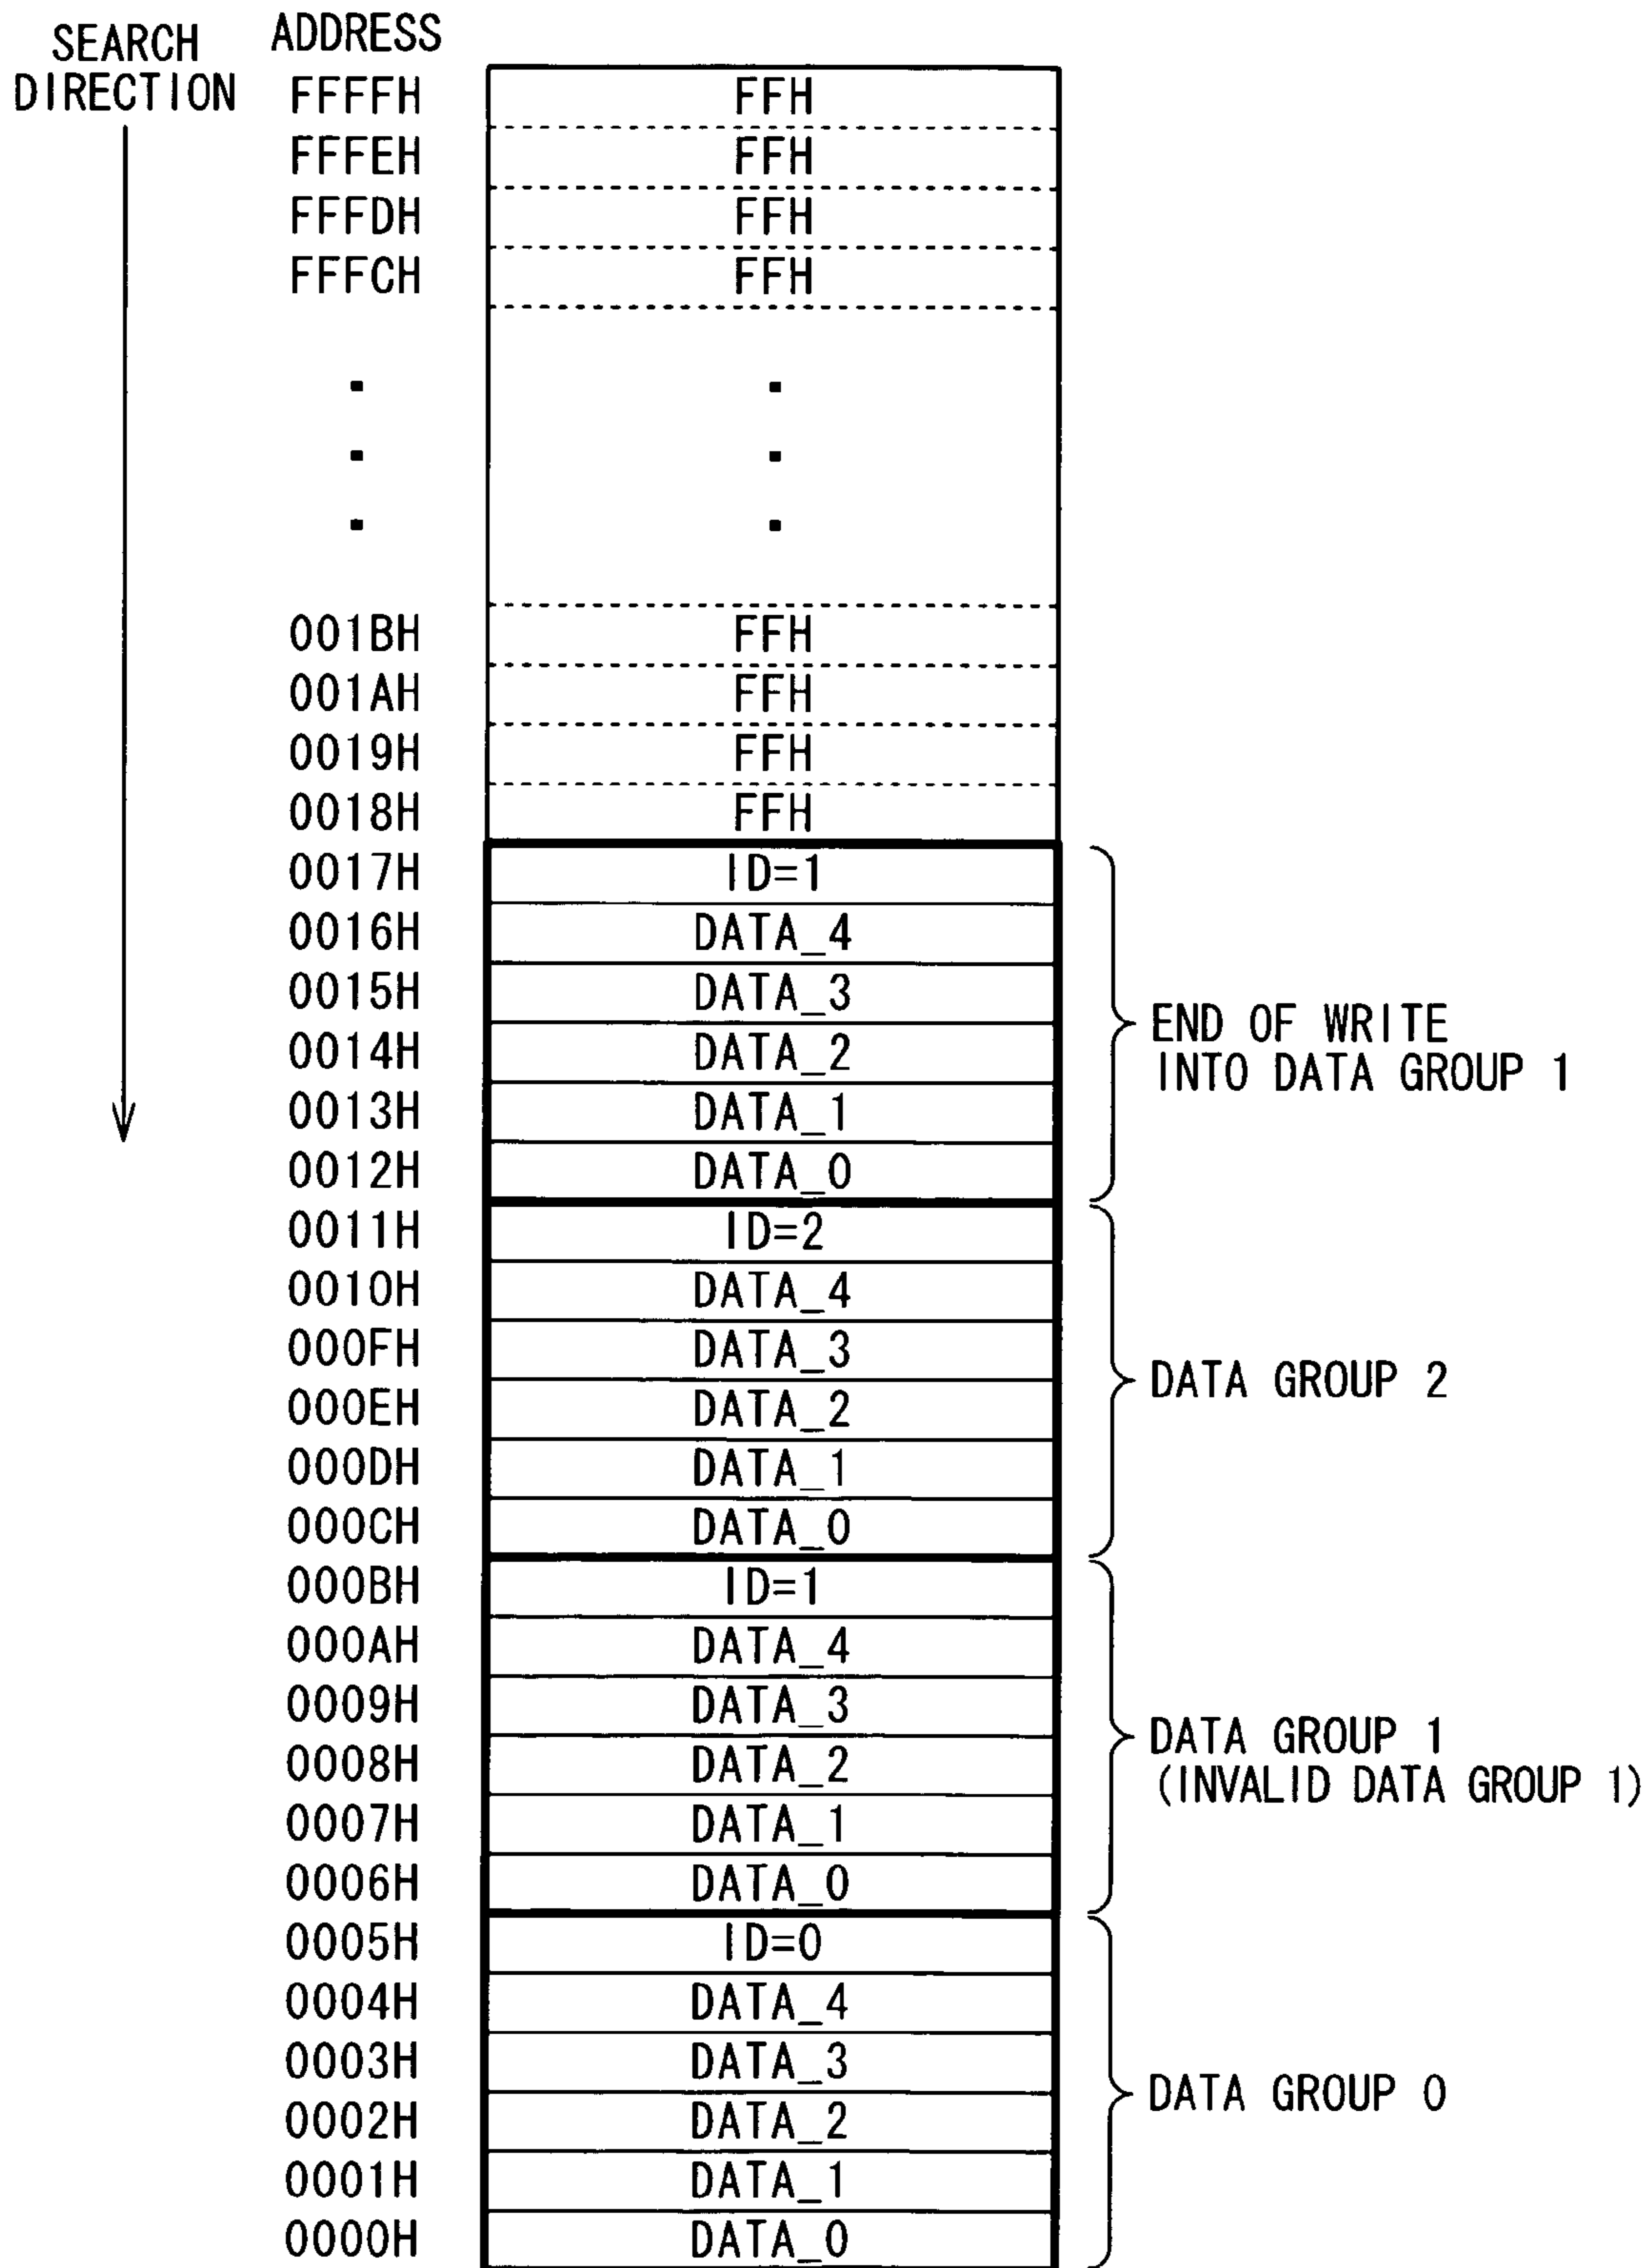 SEARCH
DIRECTION
ADDRESS
FFFFH FFH
FFFEH FFH
FFFDH FFH
FFFCH FFH
. .
. .
. .
001BH FFH
001AH FFH
0019H FFH
0018H FFH
0017H ID=1
0016H DATA_4
0015H DATA_3
0014H DATA_2
0013H DATA_1
0012H DATA_0
END OF WRITE
INTO DATA GROUP 1
0011H ID=2
0010H DATA_4
000FH DATA_3
000EH DATA_2
000DH DATA_1
000CH DATA_0
DATA GROUP 2
000BH ID=1
000AH DATA_4
0009H DATA_3
0008H DATA_2
0007H DATA_1
0006H DATA_0
DATA GROUP 1
(INVALID DATA GROUP 1)
0005H ID=0
0004H DATA_4
0003H DATA_3
0002H DATA_2
0001H DATA_1
0000H DATA_0
DATA GROUP 0